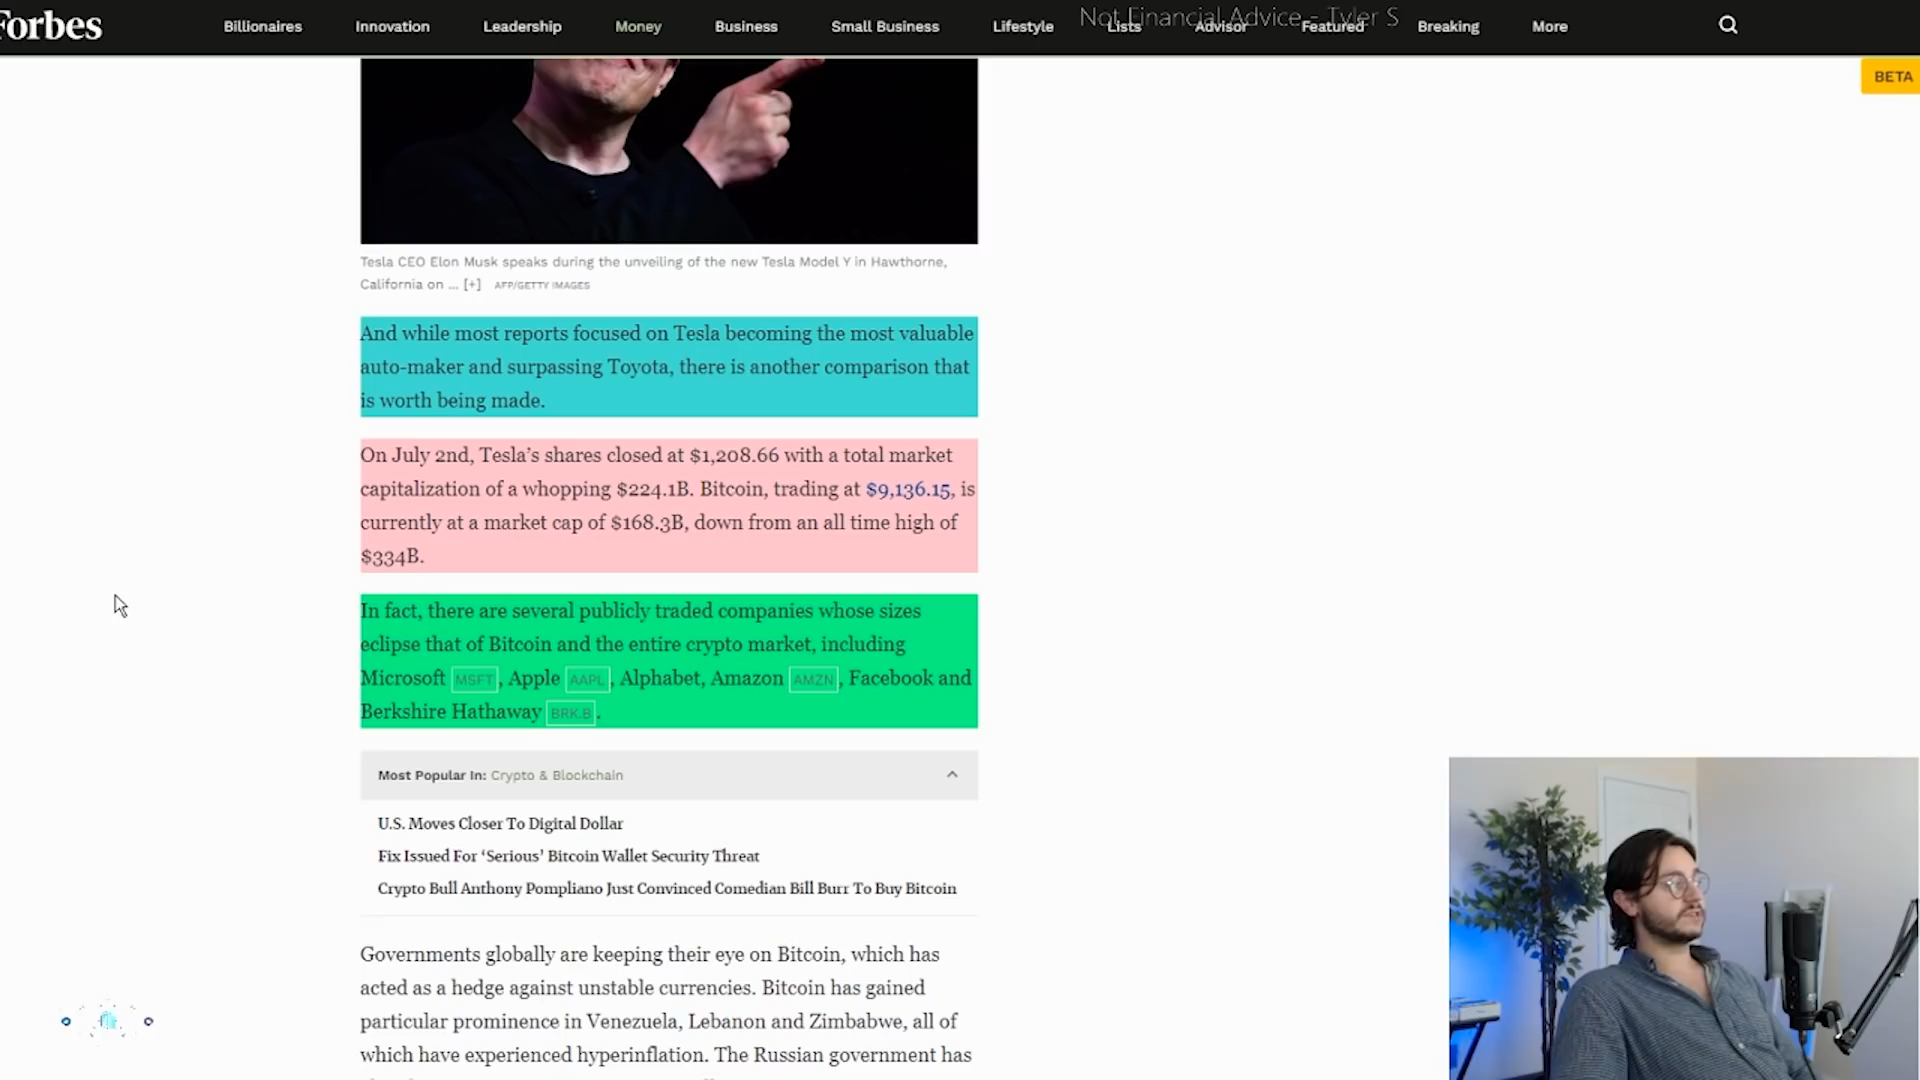 Forbes
Billionaires Innovation Leadership Money Business Small Business Lifestyle Lists Advisor Featured Breaking More
Not Financial Advice - Tyler S
BETA
Tesla CEO Elon Musk speaks during the unveiling of the new Tesla Model Y in Hawthorne,
California on ... [+] AFP/GETTY IMAGES
And while most reports focused on Tesla becoming the most valuable
auto-maker and surpassing Toyota, there is another comparison that
is worth being made.
On July 2nd, Tesla’s shares closed at $1,208.66 with a total market
capitalization of a whopping $224.1B. Bitcoin, trading at $9,136.15, is
currently at a market cap of $168.3B, down from an all time high of
$334B.
In fact, there are several publicly traded companies whose sizes
eclipse that of Bitcoin and the entire crypto market, including
Microsoft MSFT, Apple AAPL, Alphabet, Amazon AMZN, Facebook and
Berkshire Hathaway BRK.B.
Most Popular In: Crypto & Blockchain
U.S. Moves Closer To Digital Dollar
Fix Issued For ‘Serious’ Bitcoin Wallet Security Threat
Crypto Bull Anthony Pompliano Just Convinced Comedian Bill Burr To Buy Bitcoin
Governments globally are keeping their eye on Bitcoin, which has
acted as a hedge against unstable currencies. Bitcoin has gained
particular prominence in Venezuela, Lebanon and Zimbabwe, all of
which have experienced hyperinflation. The Russian government has